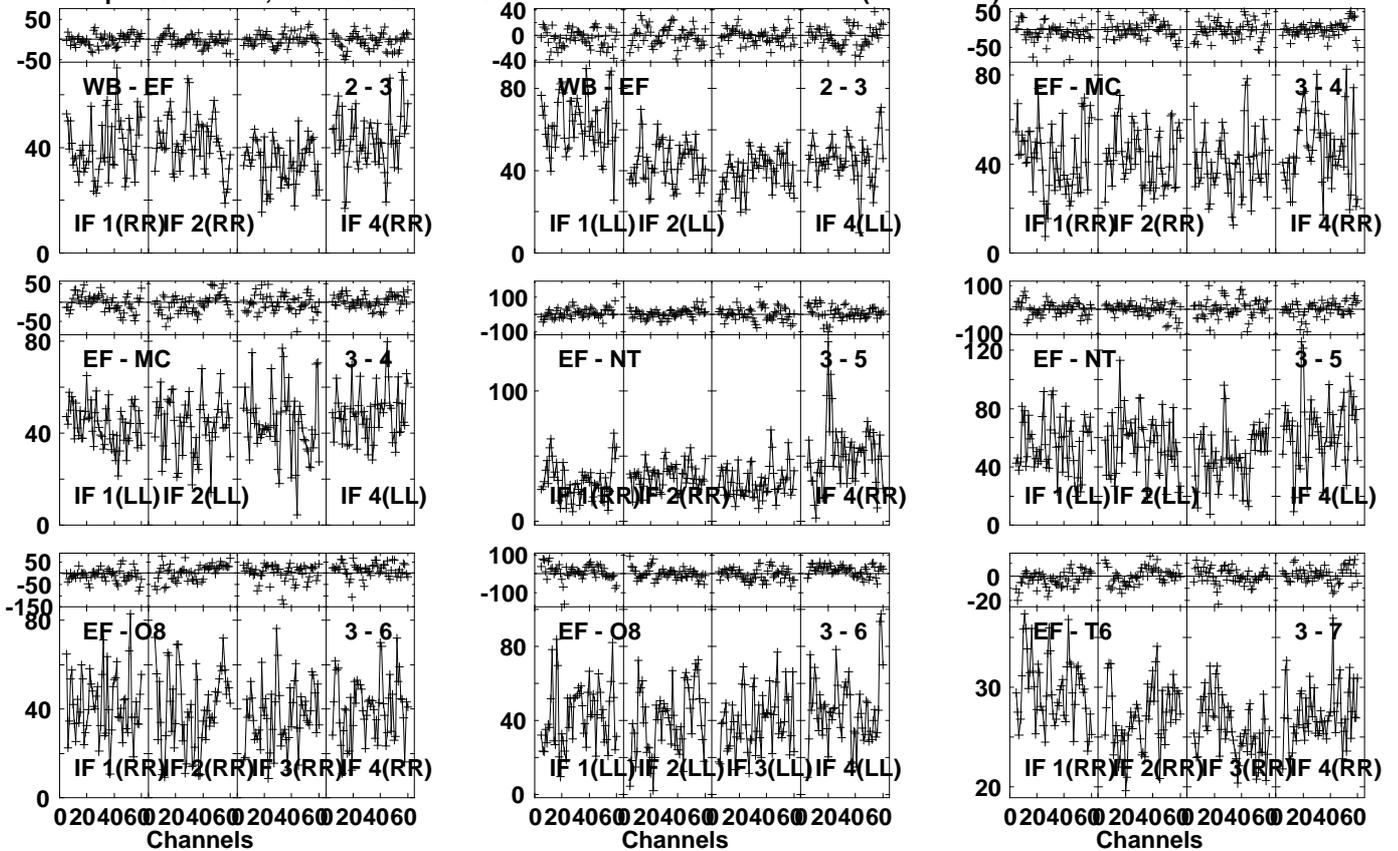 50 40 50
0
-50 -40 -50
WB - EF 2 - 3 WB - EF 2 - 3 EF - MC 3 - 4
80 80
40 40 40
IF 1(RR) IF 2(RR) IF 4(RR) IF 1(LL) IF 2(LL) IF 4(LL) IF 1(RR) IF 2(RR) IF 4(RR)
0 0 0
50 100 100
-50 -100 -100
80 120
EF - MC 3 - 4 EF - NT 3 - 5 EF - NT 3 - 5
100 80
40 40
IF 1(LL) IF 2(LL) IF 4(LL) IF 1(RR) IF 2(RR) IF 4(RR) IF 1(LL) IF 2(LL) IF 4(LL)
0 0 0
50 100 0
-50 -100 -20
-150
80 80
EF - O8 3 - 6 EF - O8 3 - 6 EF - T6 3 - 7
40 40 30
IF 1(RR) IF 2(RR) IF 3(RR) IF 4(RR) IF 1(LL) IF 2(LL) IF 3(LL) IF 4(LL) IF 1(RR) IF 2(RR) IF 3(RR) IF 4(RR)
0 0 20
0 20 40 60 0 20 40 60 0 20 40 60 0 20 40 60 0 20 40 60 0 20 40 60 0 20 40 60 0 20 40 60 0 20 40 60 0 20 40 60 0 20 40 60 0 20 40 60
Channels Channels Channels